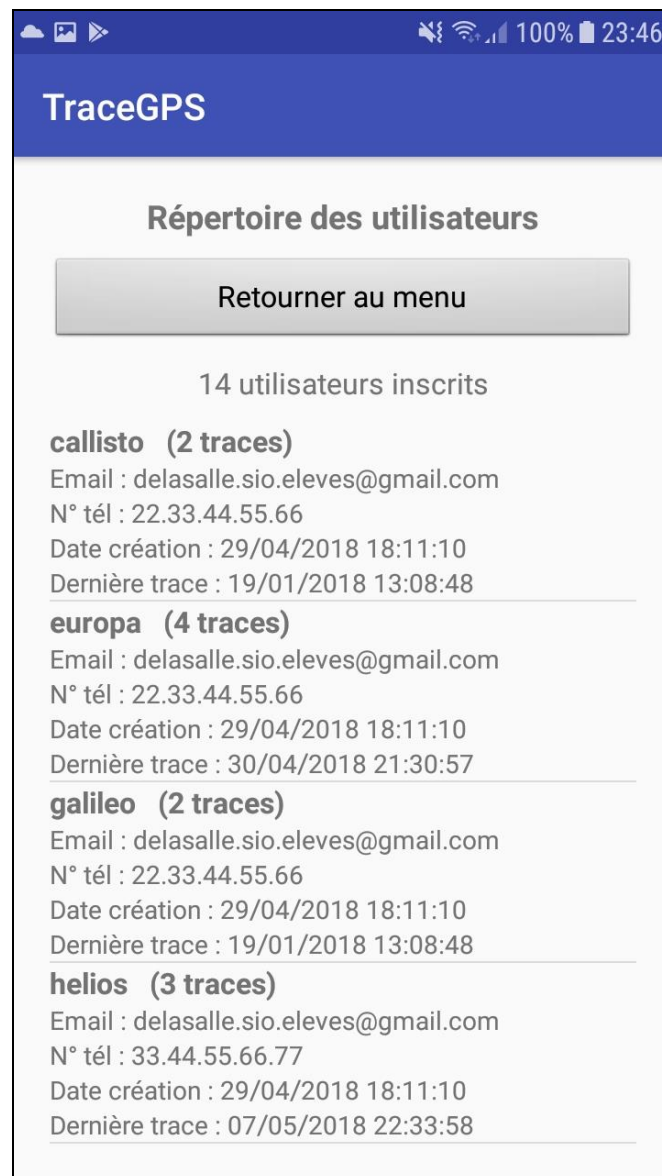 100% 23:46
TraceGPS
Répertoire des utilisateurs
Retourner au menu
14 utilisateurs inscrits
callisto (2 traces)
Email : delasalle.sio.eleves@gmail.com
N° tél : 22.33.44.55.66
Date création : 29/04/2018 18:11:10
Dernière trace : 19/01/2018 13:08:48
europa (4 traces)
Email : delasalle.sio.eleves@gmail.com
N° tél : 22.33.44.55.66
Date création : 29/04/2018 18:11:10
Dernière trace : 30/04/2018 21:30:57
galileo (2 traces)
Email : delasalle.sio.eleves@gmail.com
N° tél : 22.33.44.55.66
Date création : 29/04/2018 18:11:10
Dernière trace : 19/01/2018 13:08:48
helios (3 traces)
Email : delasalle.sio.eleves@gmail.com
N° tél : 33.44.55.66.77
Date création : 29/04/2018 18:11:10
Dernière trace : 07/05/2018 22:33:58